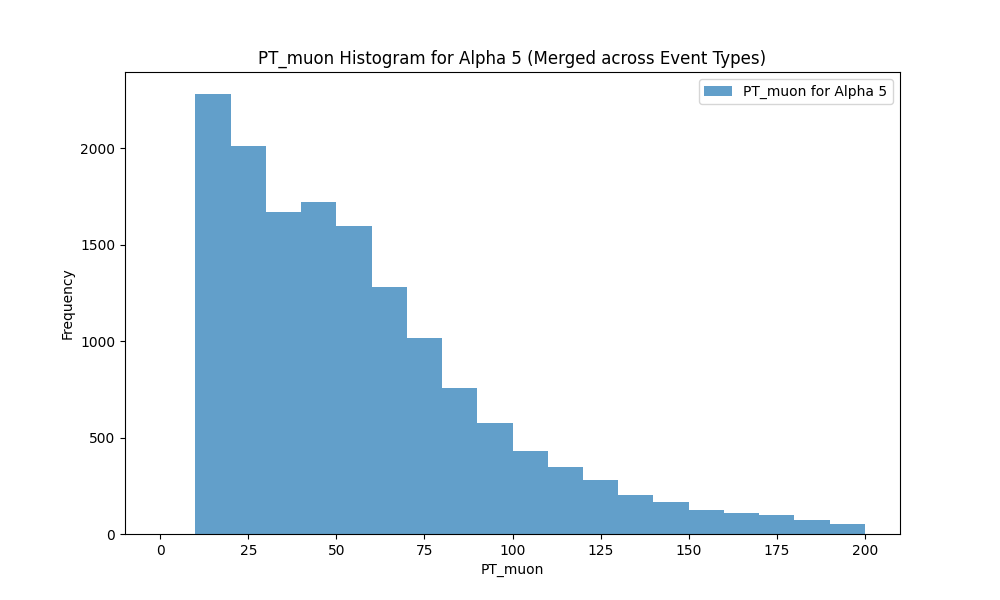 PT_muon Histogram for Alpha 5 (Merged across Event Types)
PT_muon for Alpha 5
2000
1500
1000
500
0
Frequency
0 25 50 75 100 125 150 175 200
PT_muon